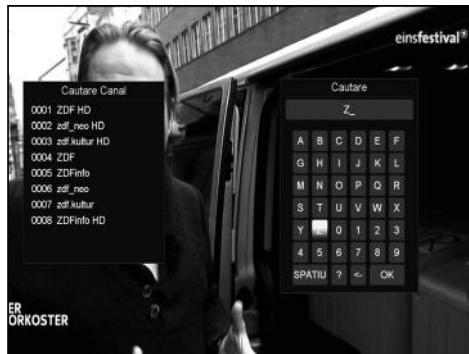 einsfestival
Cautare Canal
0001 ZDF HD
0002 zdf_neo HD
0003 zdf.kultur HD
0004 ZDF
0005 ZDFinfo
0006 zdf_neo
0007 zdf.kultur
0008 ZDFinfo HD
Cautare
Z_
A B C D E F
G H I J K L
M N O P Q R
S T U V W X
Y Z 0 1 2 3
4 5 6 7 8 9
SPATIU ? <- OK
ER
ORKOSTER